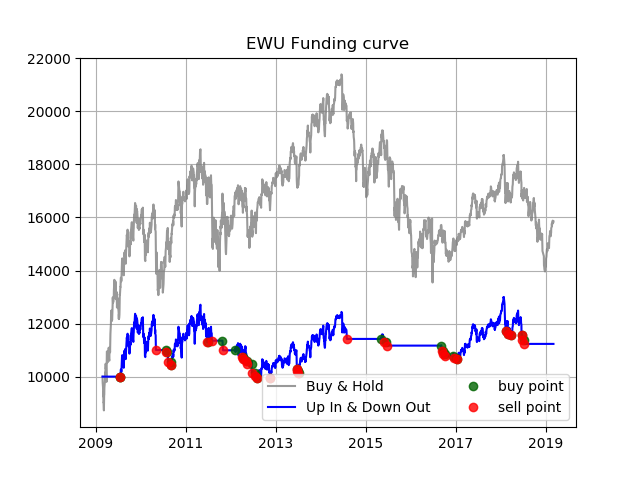 EWU Funding curve
22000
20000
18000
16000
14000
12000
10000
2009
2011
2013
2015
2017
2019
Buy & Hold
Up In & Down Out
buy point
sell point